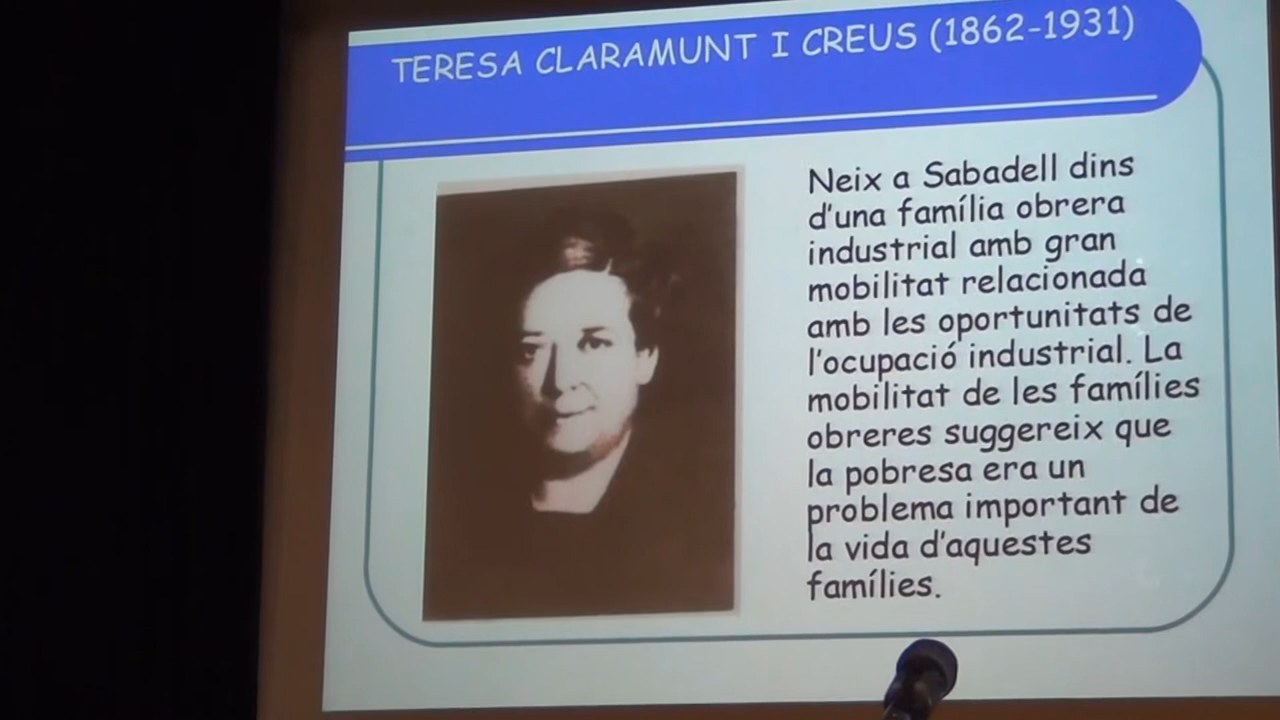 TERESA CLARAMUNT I CREUS (1862-1931)
Neix a Sabadell dins
d'una família obrera
industrial amb gran
mobilitat relacionada
amb les oportunitats de
l'ocupació industrial. La
mobilitat de les famílies
obreres suggereix que
la pobresa era un
problema important de
la vida d'aquestes
famílies.